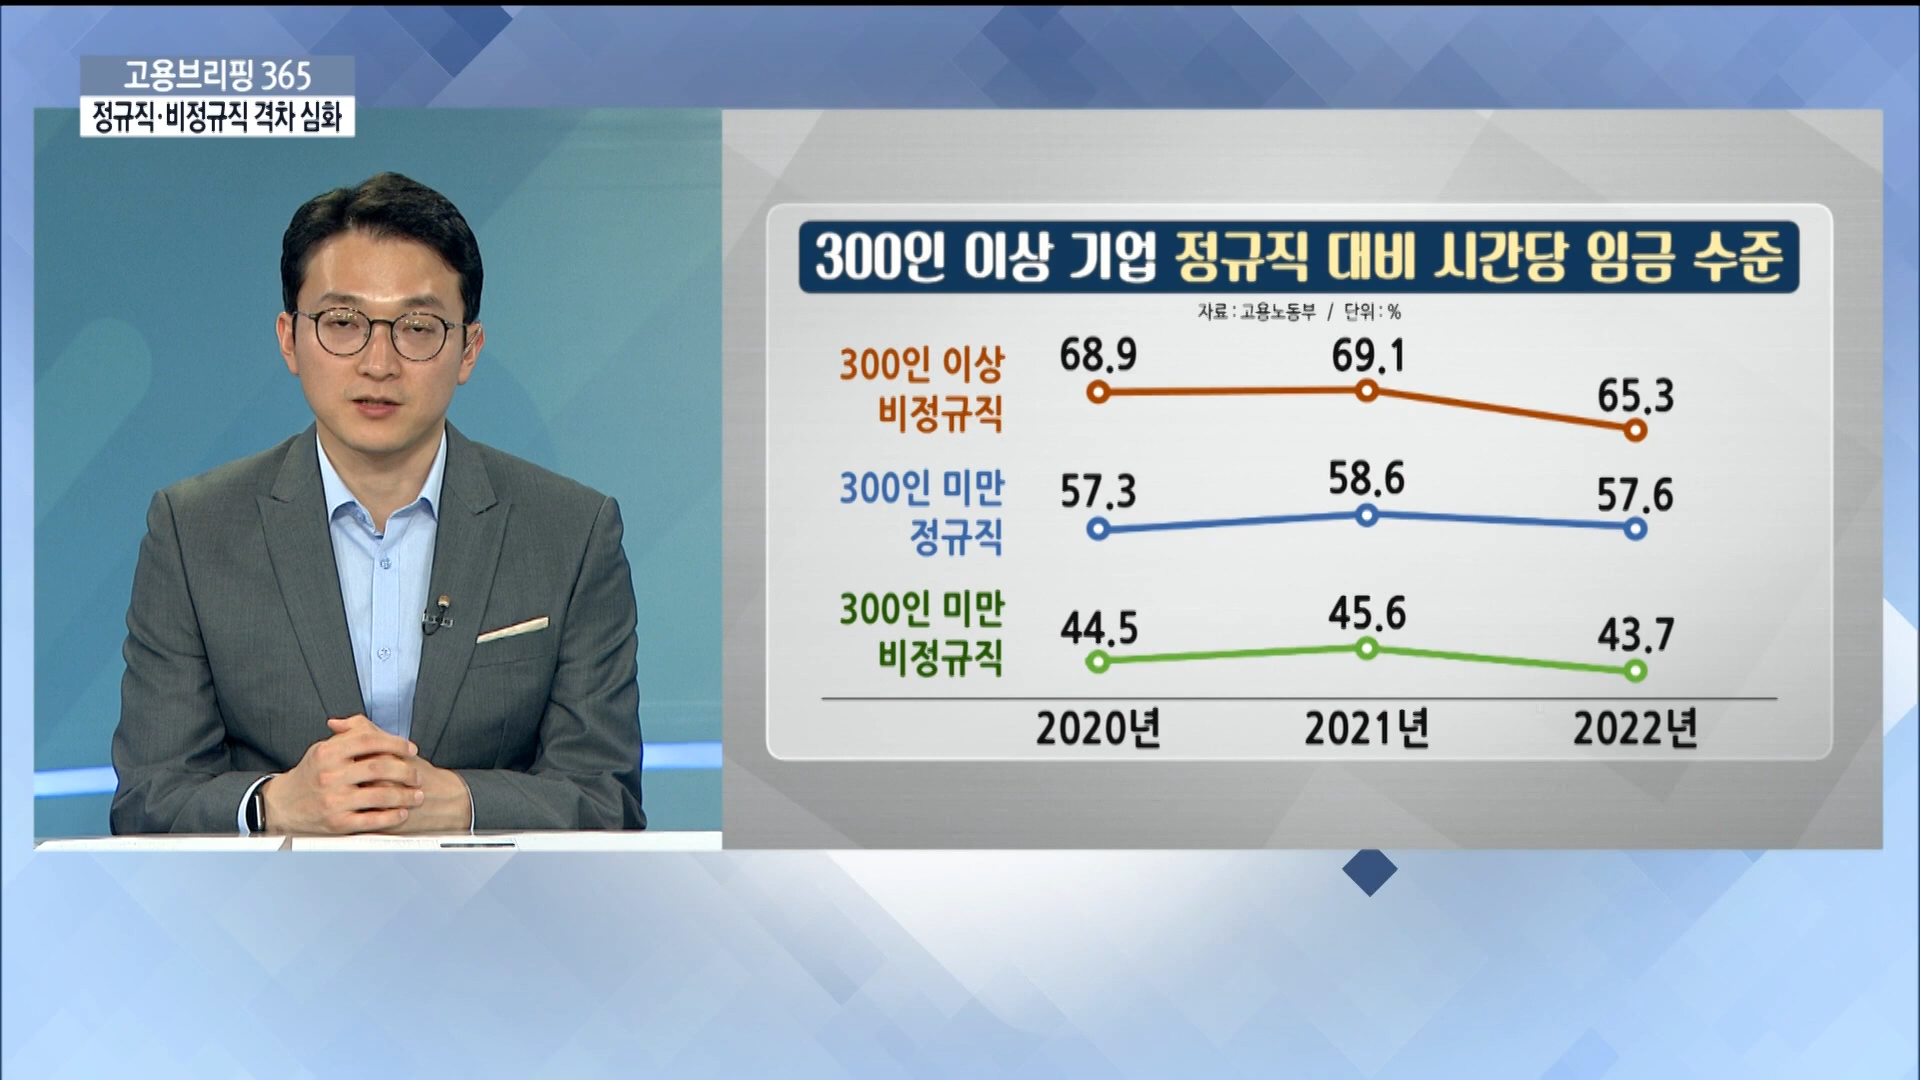 고용브리핑 365
정규직·비정규직 격차 심화
300인 이상 기업 정규직 대비 시간당 임금 수준
자료 : 고용노동부 / 단위 : %
300인 이상
비정규직
68.9
69.1
65.3
300인 미만
정규직
57.3
58.6
57.6
300인 미만
비정규직
44.5
45.6
43.7
2020년
2021년
2022년